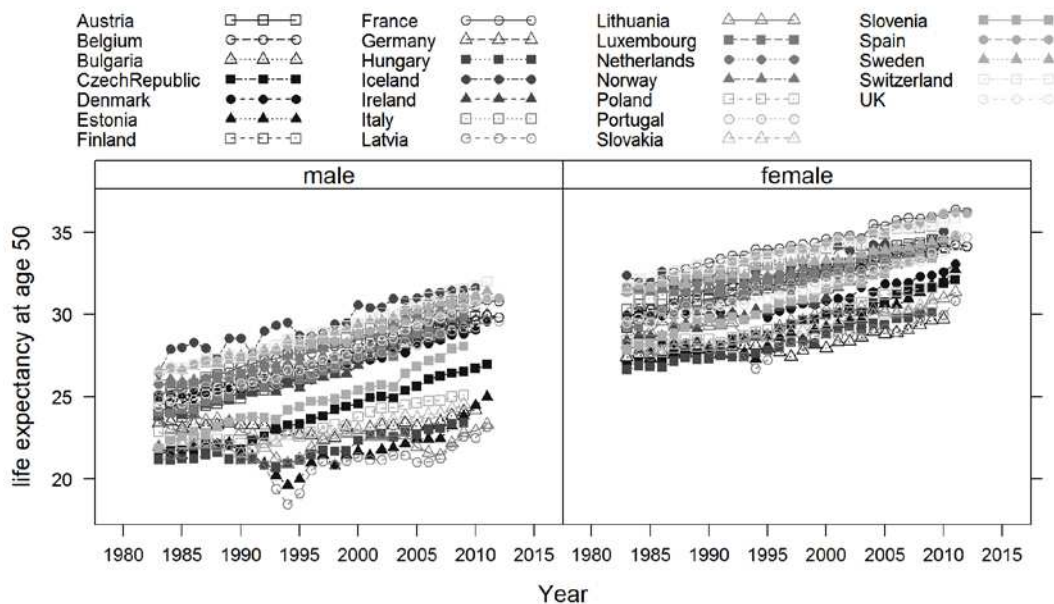 Austria France Lithuania Slovenia
Belgium Germany Luxembourg Spain
Bulgaria Hungary Netherlands Sweden
CzechRepublic Iceland Norway Switzerland
Denmark Ireland Poland UK
Estonia Italy Portugal
Finland Latvia Slovakia
male female
life expectancy at age 50
35
30
25
20
1980 1985 1990 1995 2000 2005 2010 2015 1980 1985 1990 1995 2000 2005 2010 2015
Year